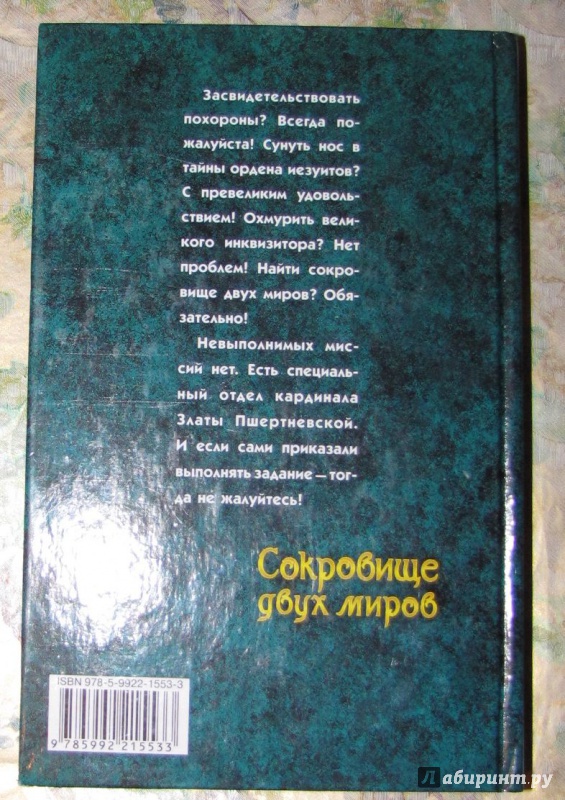 Засвидетельствовать
похороны? Всегда по-
жалуйста! Сунуть нос в
тайны ордена иезуитов?
С превеликим удоволь-
ствием! Охмурить вели-
кого инквизитора? Нет
проблем! Найти сокро-
вище двух миров? Обя-
зательно!
Невыполнимых мис-
сий нет. Есть специаль-
ный отдел кардинала
Златы Пшертневской.
И если сами приказали
выполнять задание — тог-
да не жалуйтесь!
Сокровище
двух миров
ISBN 978-5-9922-1553-3
9 785992 215533
Лабиринт.ру